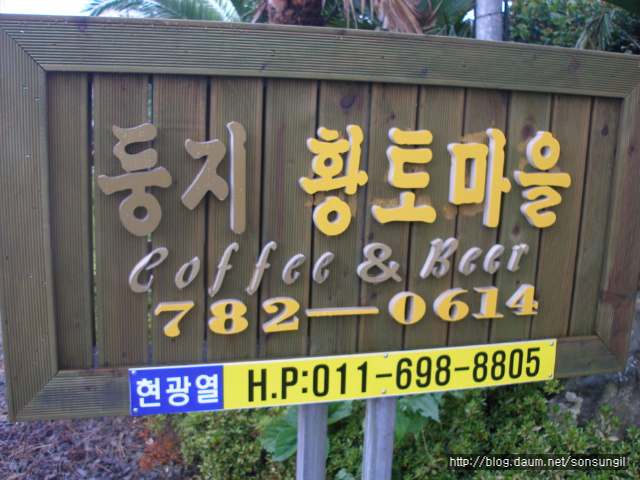 둥지 황토마을
Coffee & Beer
782-0614
현광열 H.P:011-698-8805
http://blog.daum.net/sonsungil